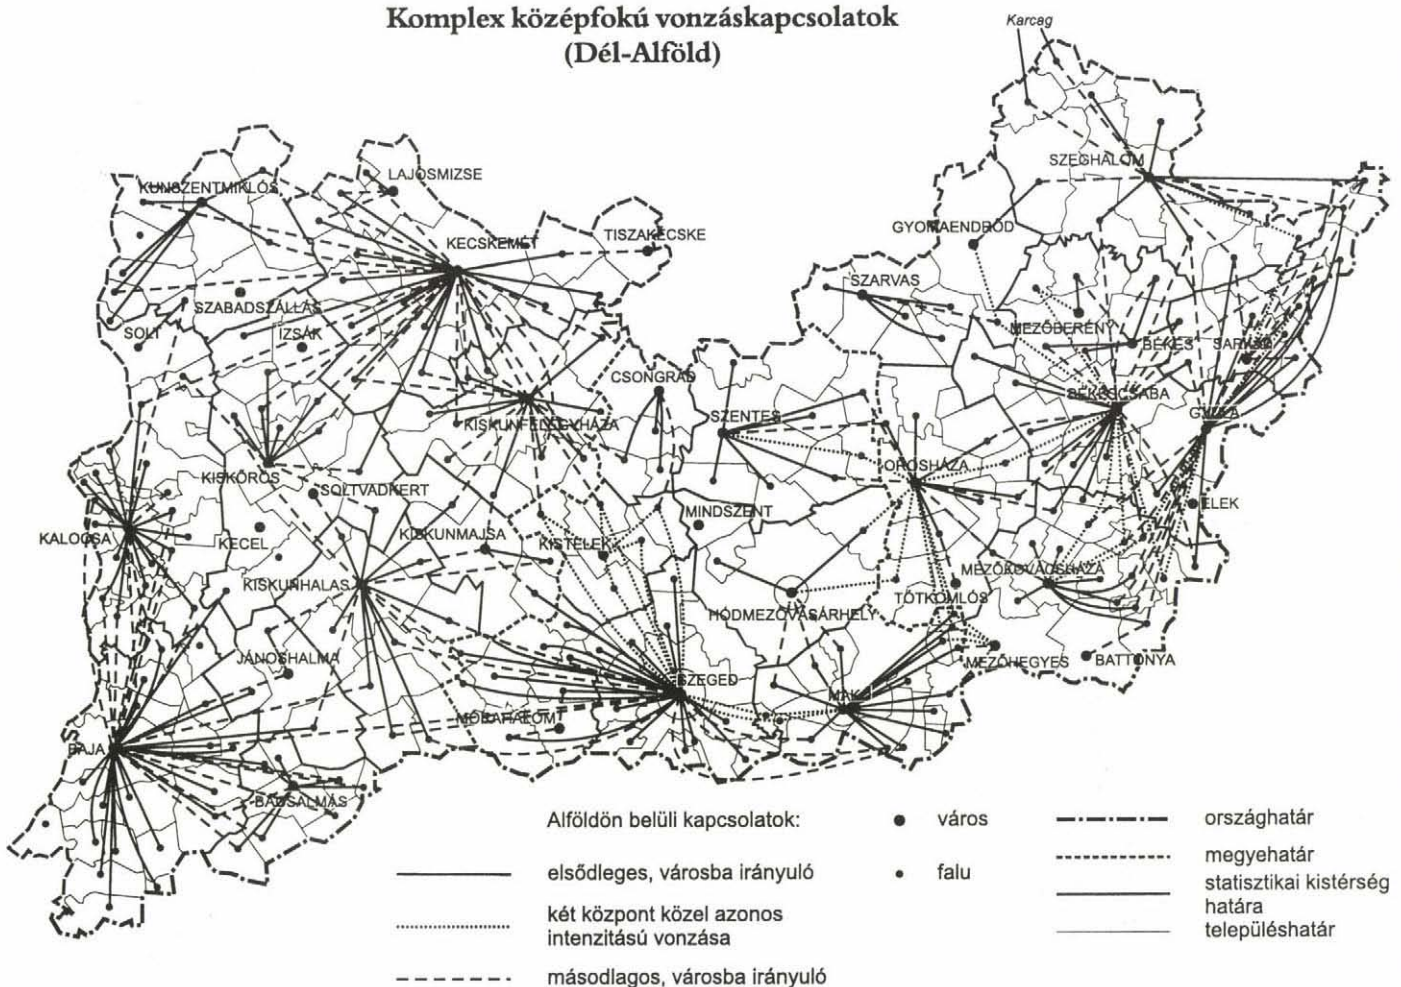 Komplex középfokú vonzáskapcsolatok
(Dél-Alföld)
Karcag
SZEGHALOM
LAJOSMIZSE
KUNSZENTMIKLÓS
GYOMAENDRŐD
TISZAKÉCSKE
KECSKEMÉT
SZARVAS
SZABADSZÁLLÁS
SOLT
IZSÁK
MEZŐBERÉNY
BÉKÉS
SARKAD
CSONGRÁD
BÉKÉSCSABA
GYULA
SZENTES
KISKUNFÉLEGYHÁZA
OROSHÁZA
KISKŐRÖS
SOLTVADKERT
ELEK
MINDSZENT
KALOCSA
KECEL
KISKUNMAJSA
KISTELEK
MEZŐKOVÁCSHÁZA
KISKUNHALAS
TÓTKOMLÓS
HÓDMEZŐVÁSÁRHELY
JÁNOSHALMA
MEZŐHEGYES
BATTONYA
SZEGED
MAKÓ
MÓRAHALOM
BAJA
BÁCSALMÁS
Alföldön belüli kapcsolatok:
elsődleges, városba irányuló
két központ közel azonos
intenzitású vonzása
másodlagos, városba irányuló
város
falu
országhatár
megyehatár
statisztikai kistérség
határa
településhatár